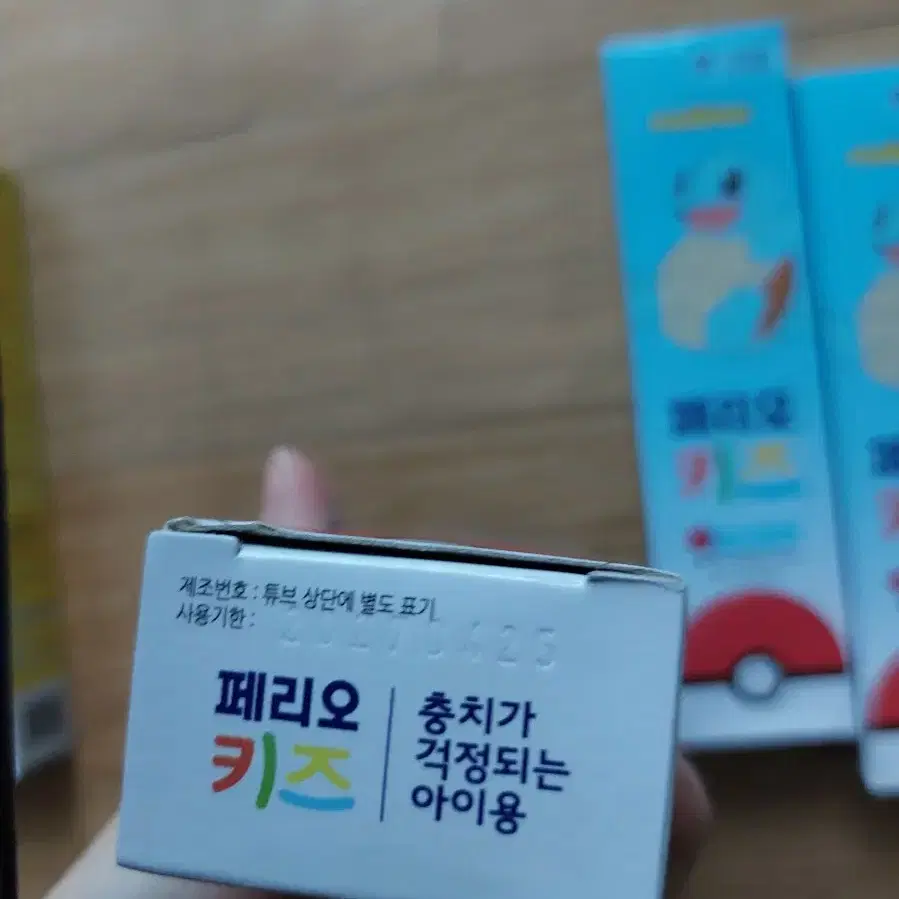 제조번호 : 튜브 상단에 별도 표기
사용기한 : 20270425
페리오
키즈
충치가
걱정되는
아이용
페리오
키즈